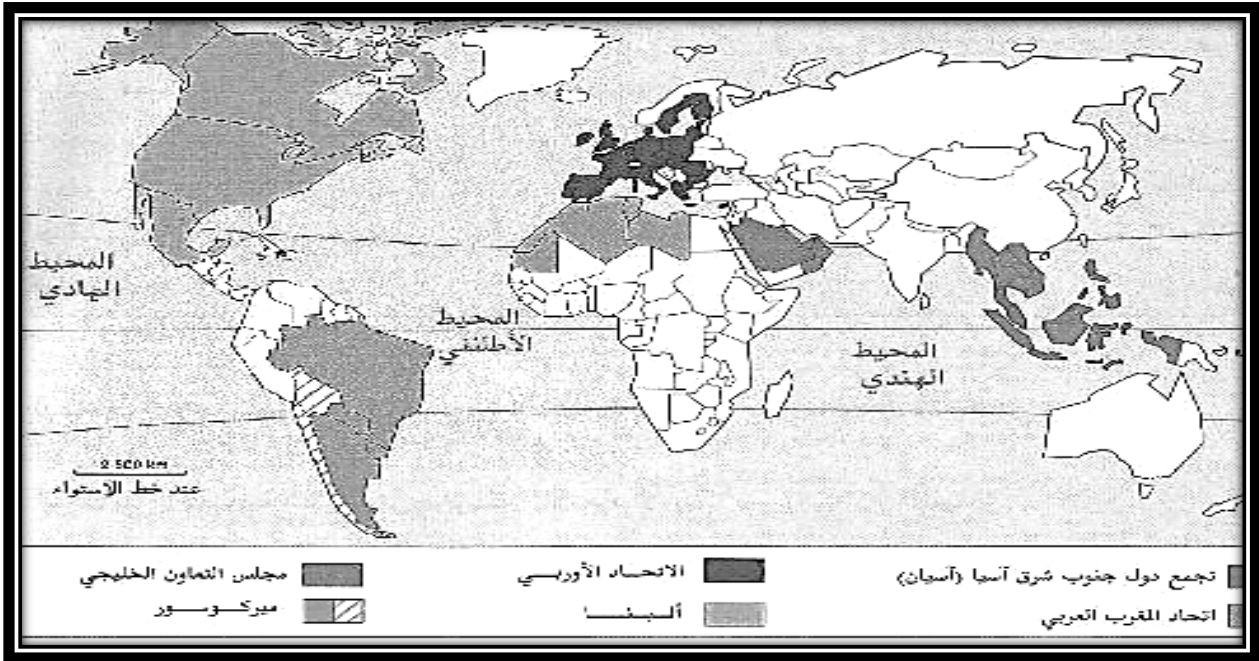 المحيط
الهادي
المحيط
الأطلنتي
المحيط
الهندي
2 500 km
عند خط الاستواء
تجمع دول جنوب شرق آسيا (آسيان)
الاتحاد الأوربي
مجلس التعاون الخليجي
اتحاد المغرب العربي
ألينا
ميركوسور